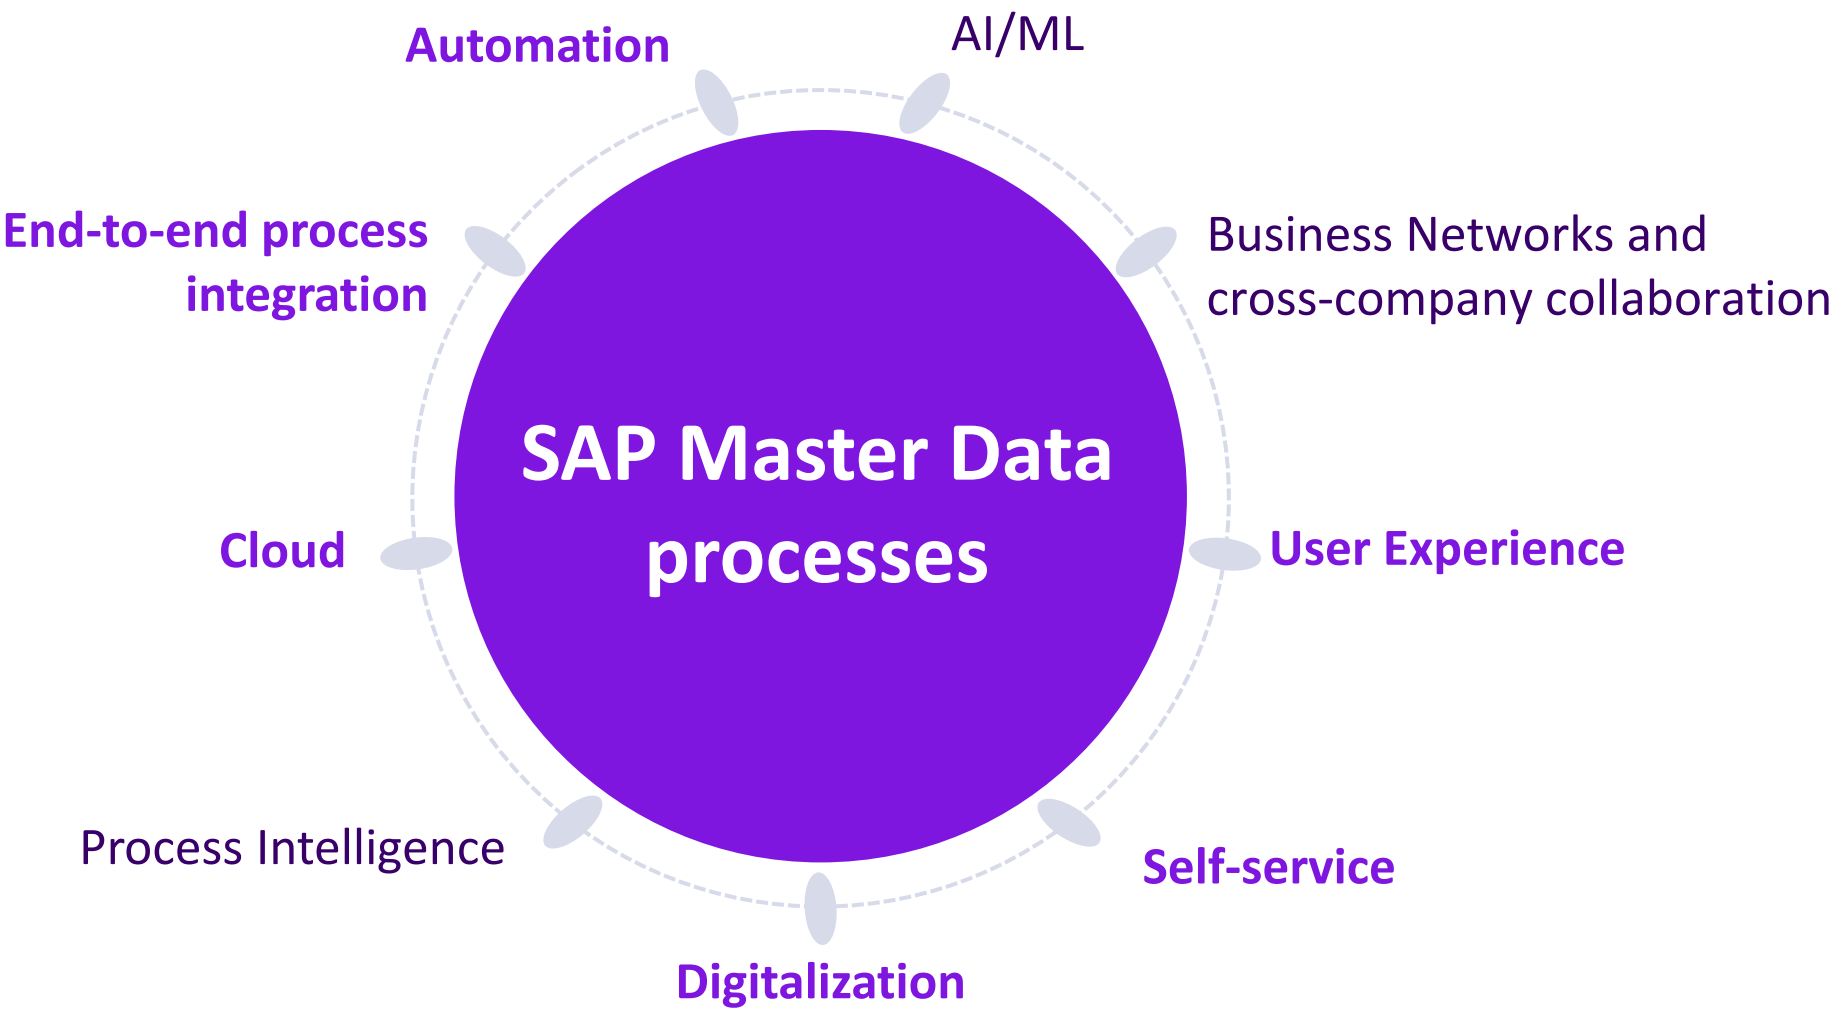 Automation
AI/ML
End-to-end process
integration
Business Networks and
cross-company collaboration
SAP Master Data
processes
Cloud
User Experience
Process Intelligence
Self-service
Digitalization